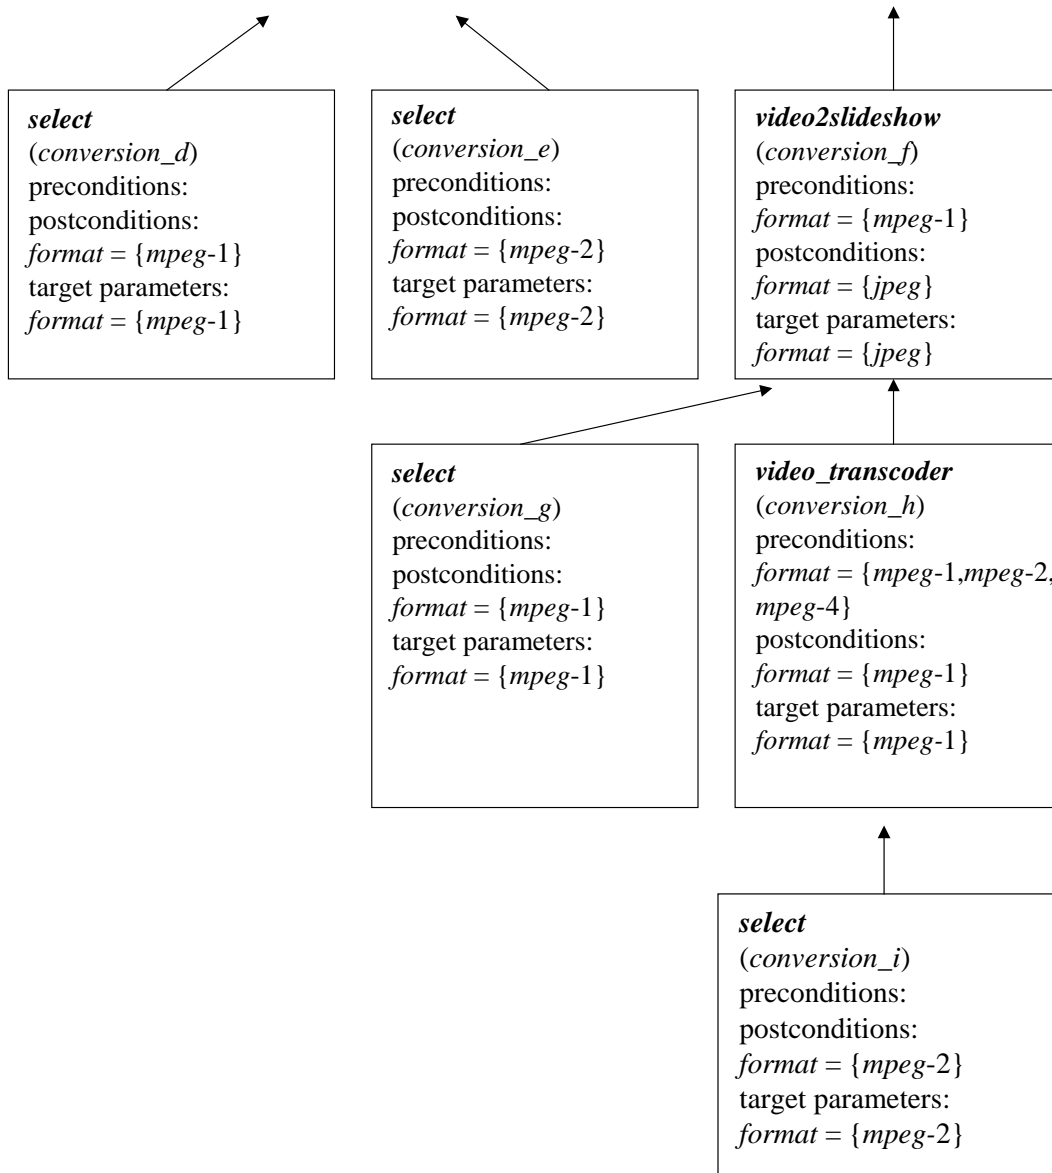 select
(conversion_d)
preconditions:
postconditions:
format = {mpeg-1}
target parameters:
format = {mpeg-1}
select
(conversion_e)
preconditions:
postconditions:
format = {mpeg-2}
target parameters:
format = {mpeg-2}
video2slideshow
(conversion_f)
preconditions:
format = {mpeg-1}
postconditions:
format = {jpeg}
target parameters:
format = {jpeg}
select
(conversion_g)
preconditions:
postconditions:
format = {mpeg-1}
target parameters:
format = {mpeg-1}
video_transcoder
(conversion_h)
preconditions:
format = {mpeg-1,mpeg-2,
mpeg-4}
postconditions:
format = {mpeg-1}
target parameters:
format = {mpeg-1}
select
(conversion_i)
preconditions:
postconditions:
format = {mpeg-2}
target parameters:
format = {mpeg-2}